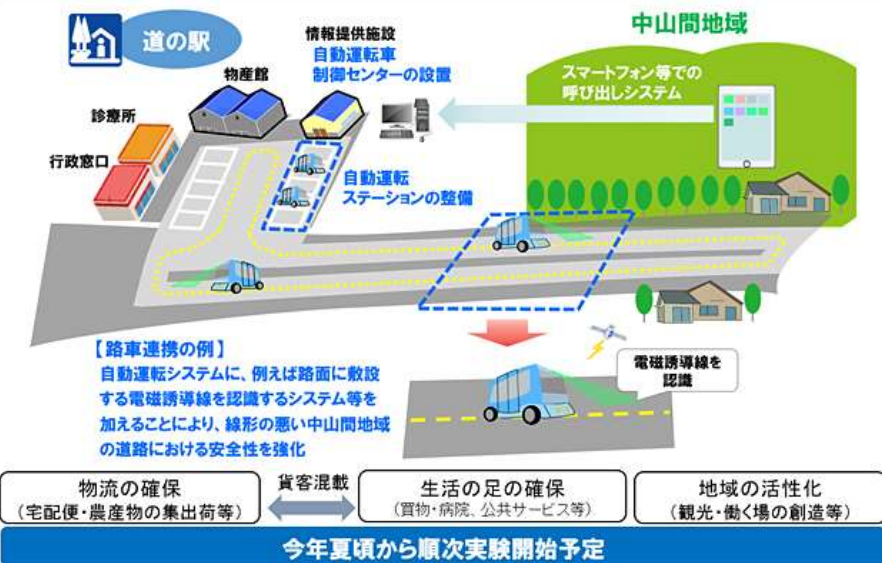 道の駅
情報提供施設
自動運転車
制御センターの設置
中山間地域
スマートフォン等での
呼び出しシステム
物産館
診療所
行政窓口
自動運転
ステーションの整備
【路車連携の例】
自動運転システムに、例えば路面に敷設
する電磁誘導線を認識するシステム等を
加えることにより、線形の悪い中山間地域
の道路における安全性を強化
電磁誘導線を
認識
物流の確保
(宅配便・農産物の集出荷等)
貨客混載
生活の足の確保
(買物・病院、公共サービス等)
地域の活性化
(観光・働く場の創造等)
今年夏頃から順次実験開始予定